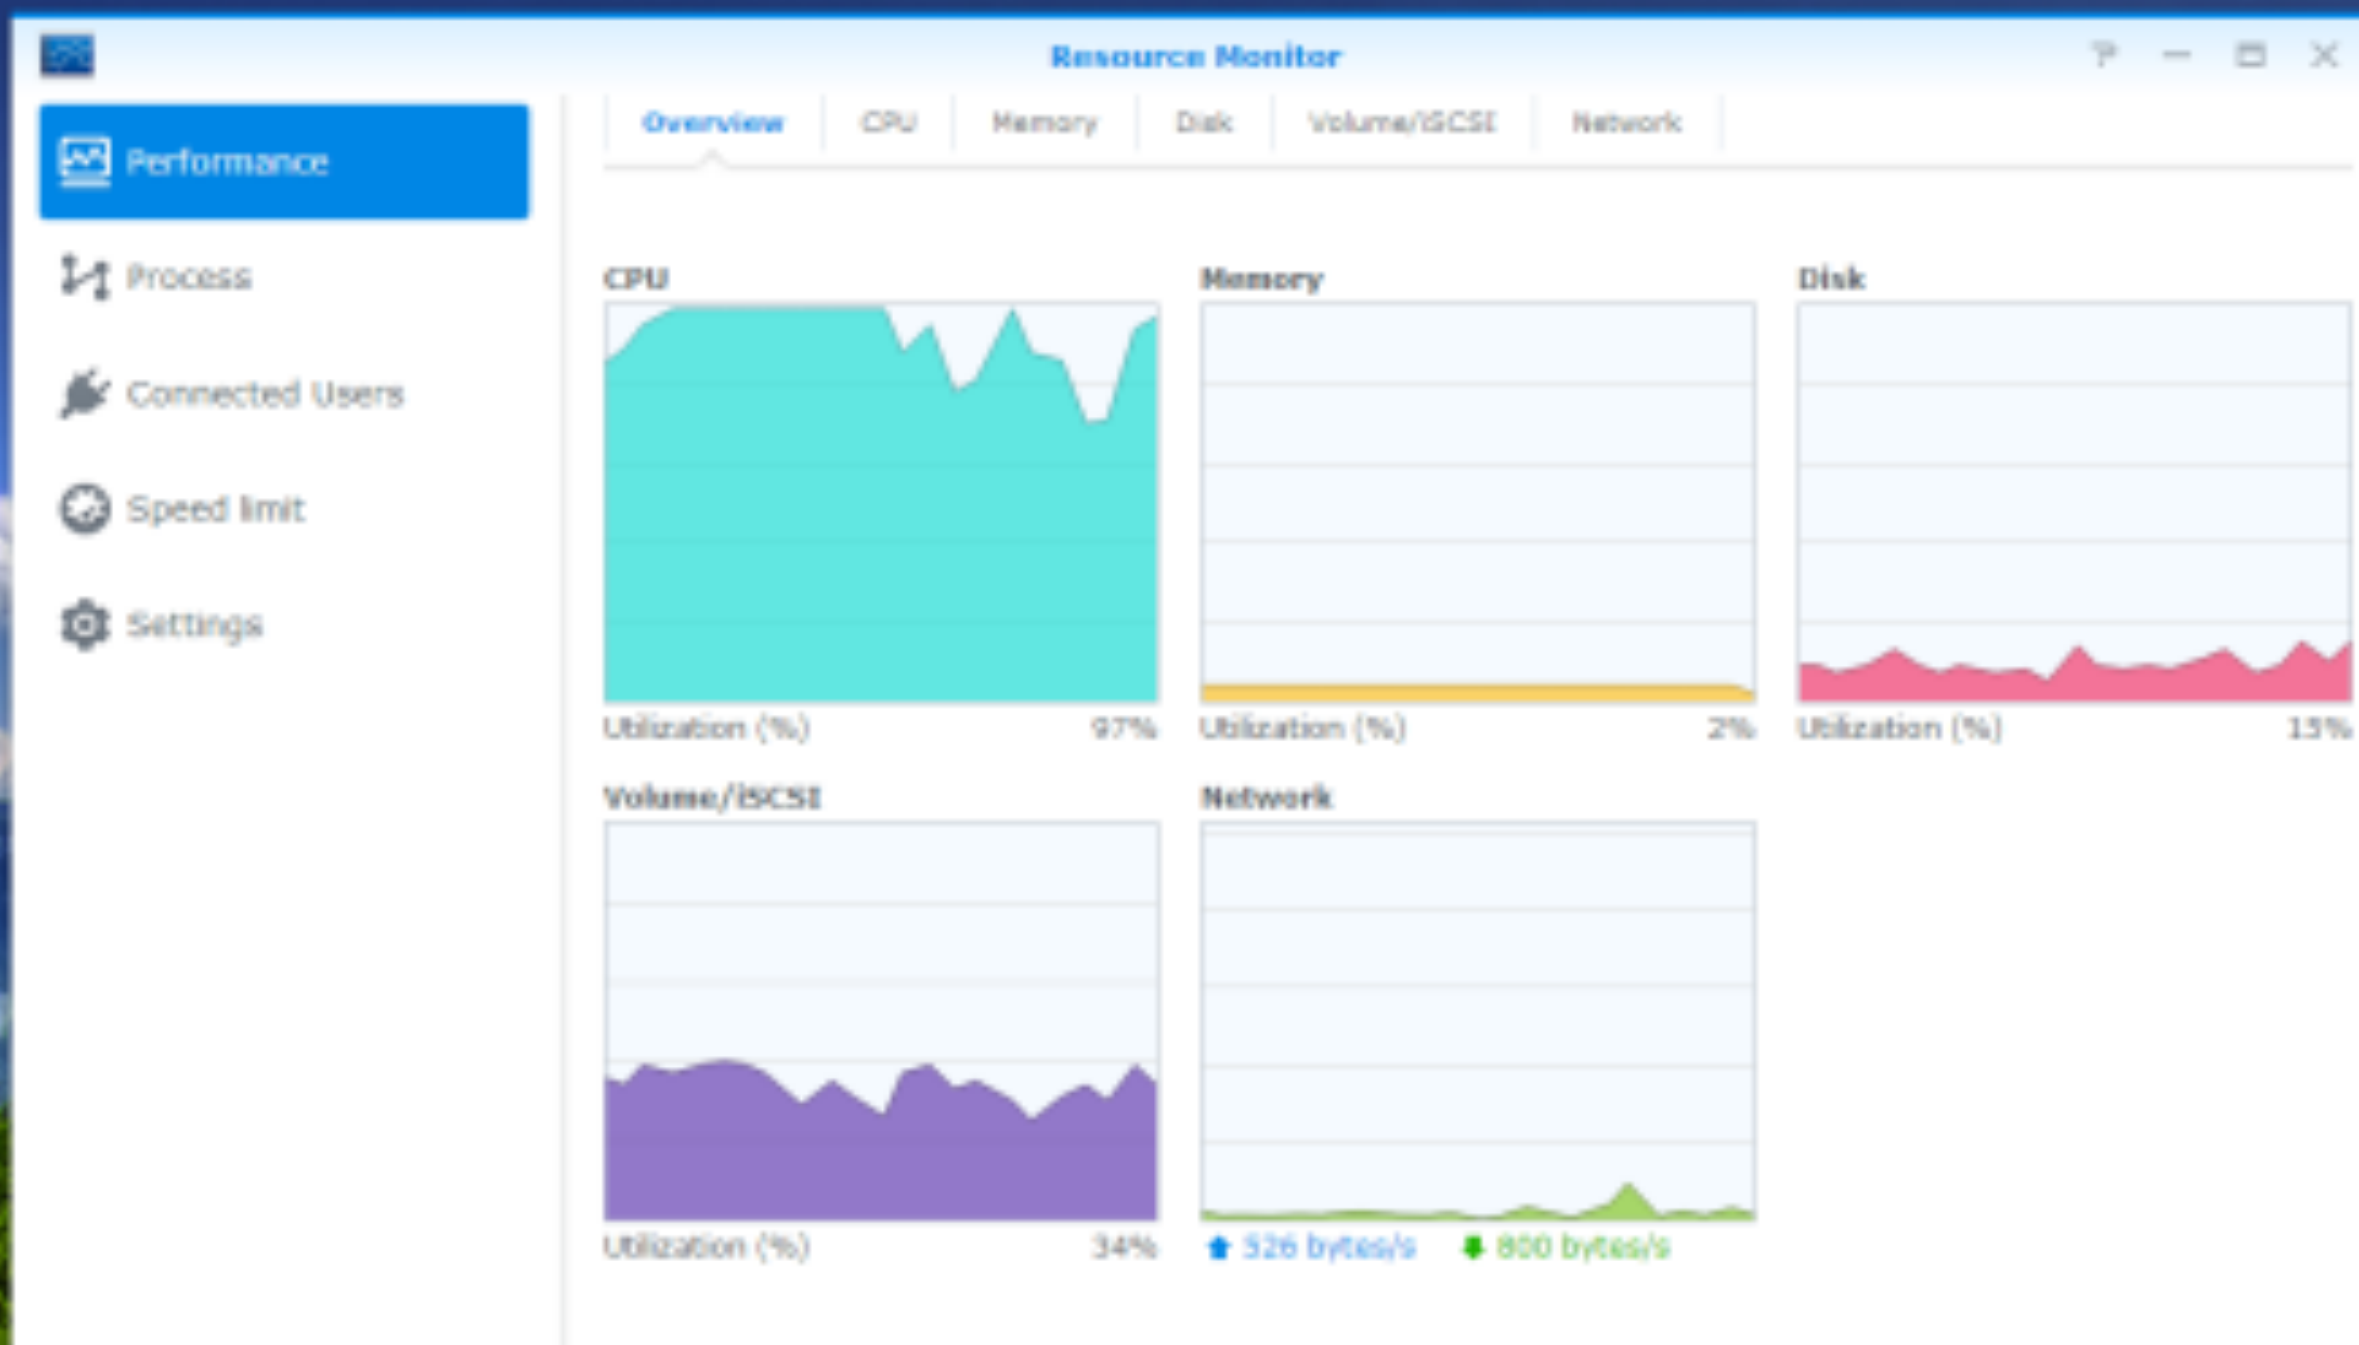 Resource Monitor
Overview CPU Memory Disk Volume/iSCSI Network
Performance
Process
Connected Users
Speed limit
Settings
CPU
Utilization (%) 97%
Memory
Utilization (%) 2%
Disk
Utilization (%) 15%
Volume/iSCSI
Utilization (%) 34%
Network
526 bytes/s 800 bytes/s